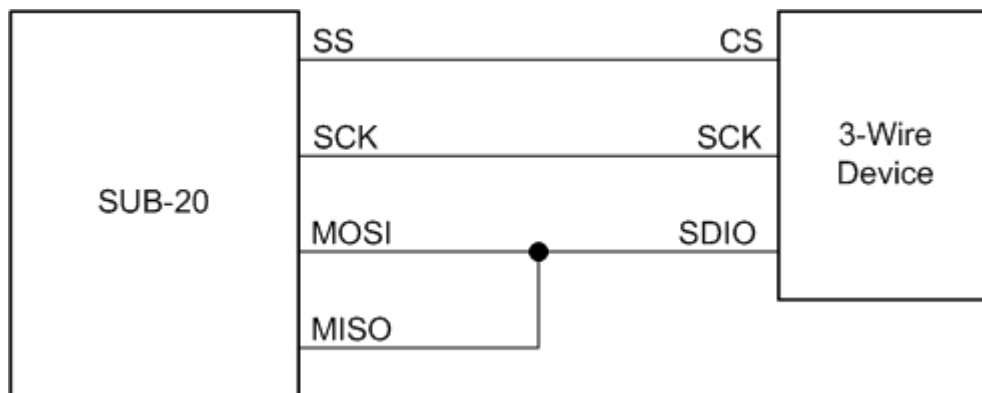 SS
CS
SCK
SCK
3-Wire
Device
SUB-20
MOSI
SDIO
MISO